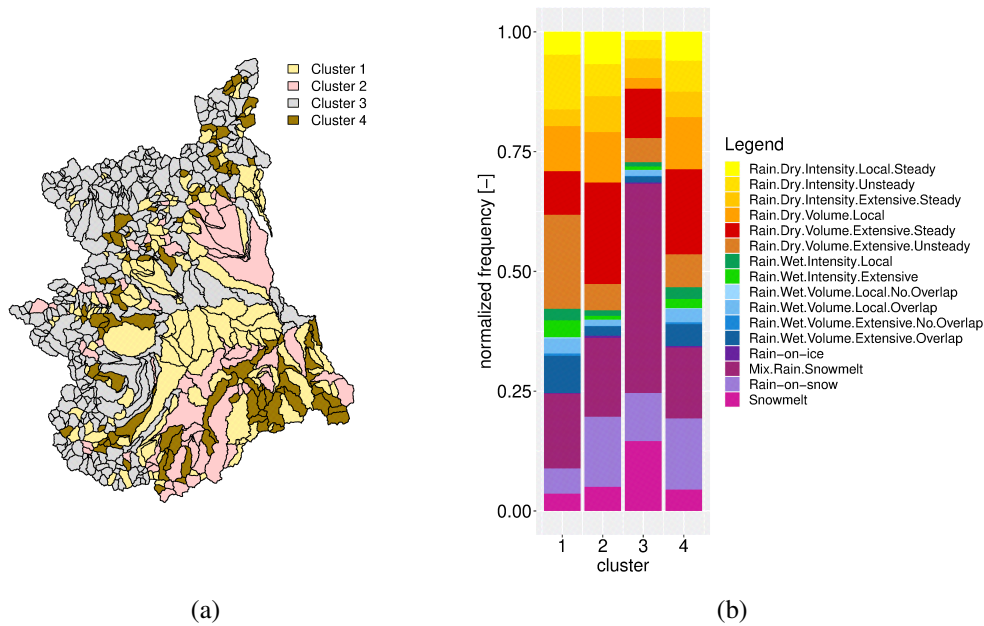 Cluster 1
Cluster 2
Cluster 3
Cluster 4
1.00
0.75
0.50
0.25
0.00
normalized frequency [−]
1 2 3 4
cluster
Legend
Rain.Dry.Intensity.Local.Steady
Rain.Dry.Intensity.Unsteady
Rain.Dry.Intensity.Extensive.Steady
Rain.Dry.Volume.Local
Rain.Dry.Volume.Extensive.Steady
Rain.Dry.Volume.Extensive.Unsteady
Rain.Wet.Intensity.Local
Rain.Wet.Intensity.Extensive
Rain.Wet.Volume.Local.No.Overlap
Rain.Wet.Volume.Local.Overlap
Rain.Wet.Volume.Extensive.No.Overlap
Rain.Wet.Volume.Extensive.Overlap
Rain−on−ice
Mix.Rain.Snowmelt
Rain−on−snow
Snowmelt
(a)
(b)